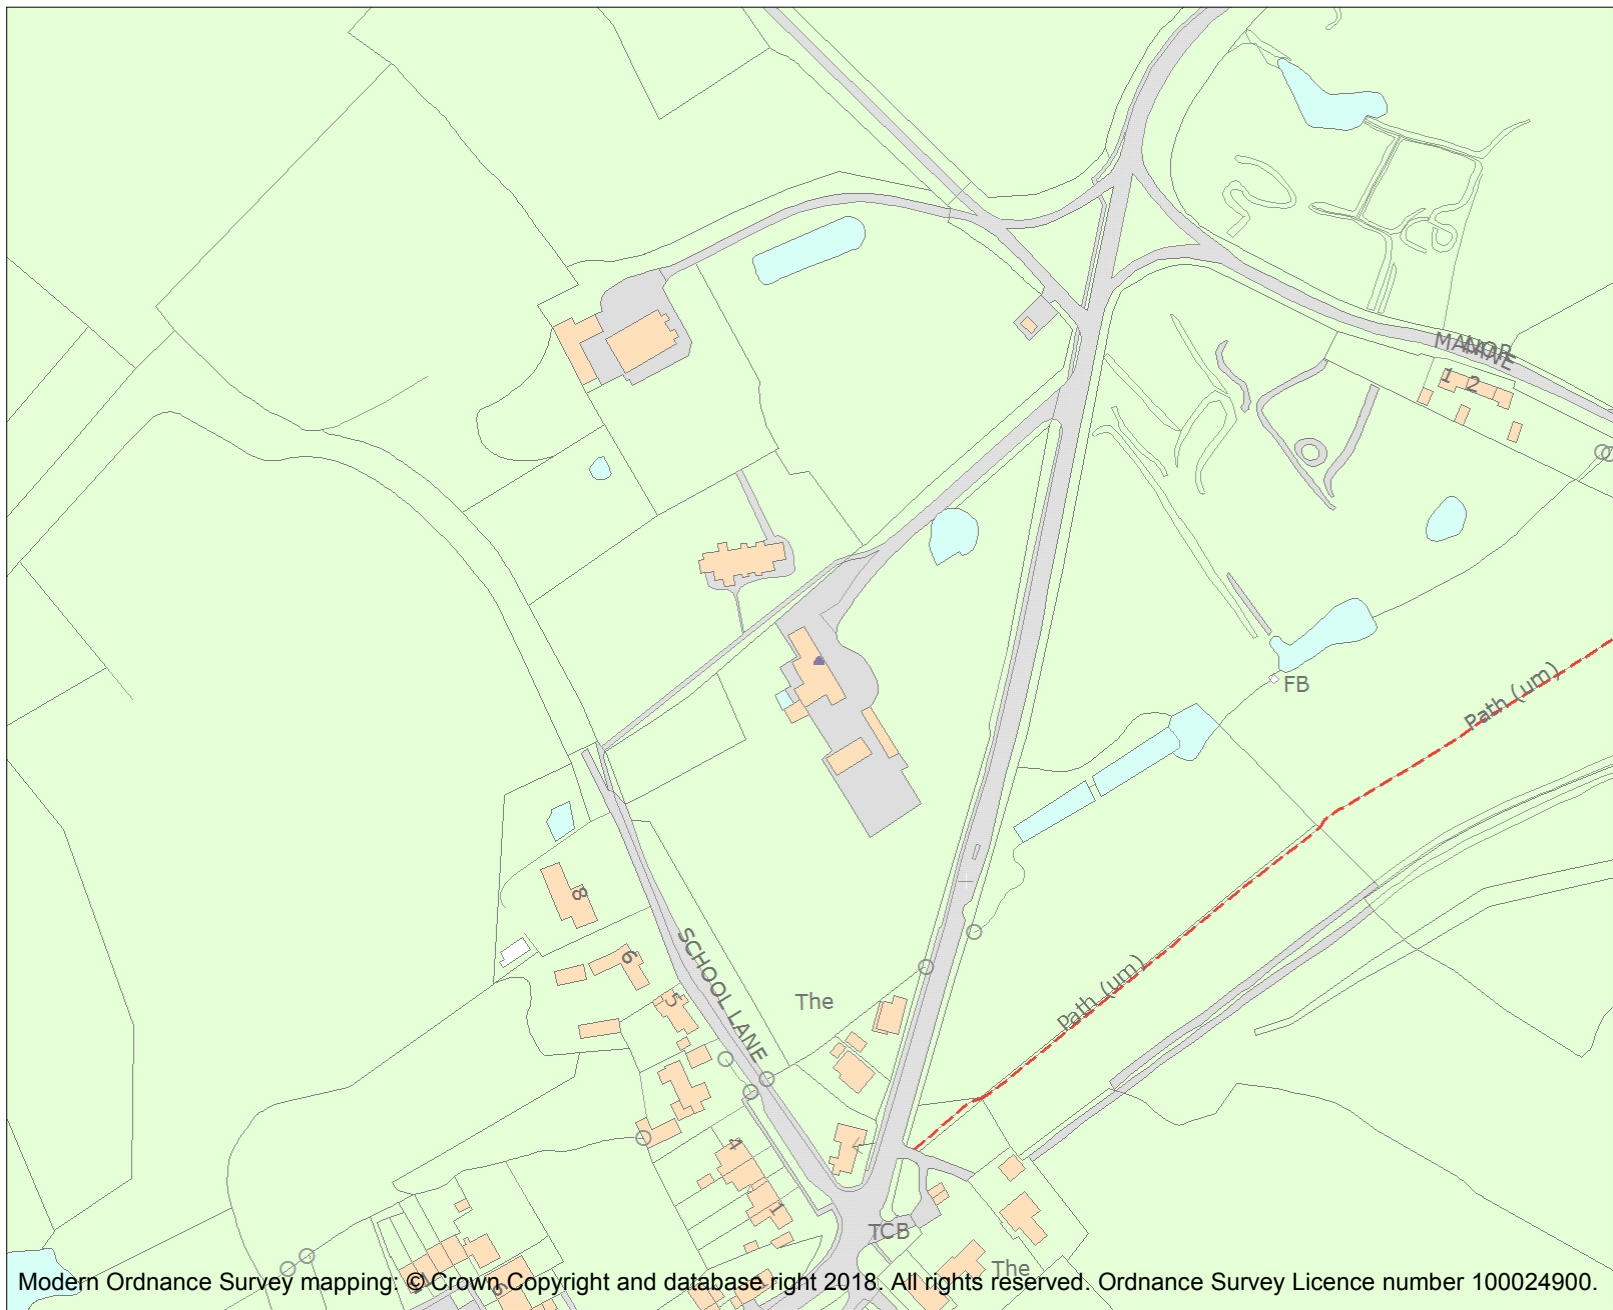 MANOR
LANE
1 2
FB
Path (um)
8
SCHOOL LANE
6
5
The
Path (um)
4
1
TCB
The
Modern Ordnance Survey mapping: © Crown Copyright and database right 2018. All rights reserved. Ordnance Survey Licence number 100024900.